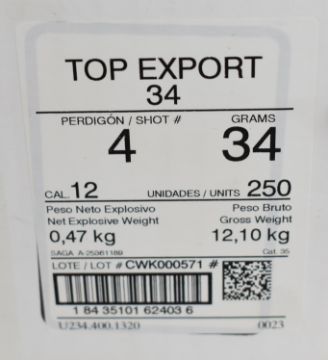 TOP EXPORT
34
PERDIGÓN / SHOT # GRAMS
4 34
CAL. 12 UNIDADES / UNITS 250
Peso Neto Explosivo Peso Bruto
Net Explosive Weight Gross Weight
0,47 kg 12,10 kg
SAGA A-25061189 Cat. 35
LOTE / LOT # CWK000571 #
1 84 35101 62403 6
U234.400.1320 0023